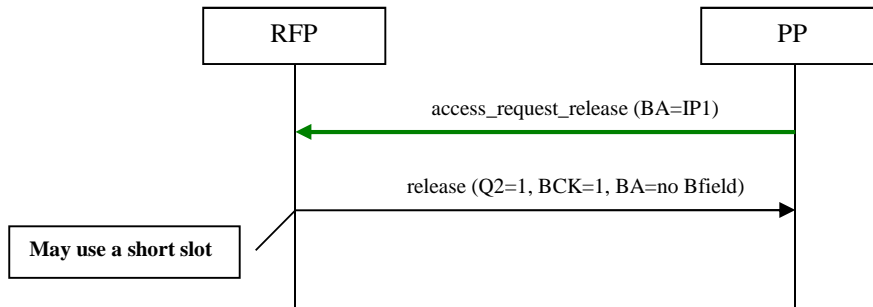 RFP
PP
access_request_release (BA=IP1)
release (Q2=1, BCK=1, BA=no Bfield)
May use a short slot